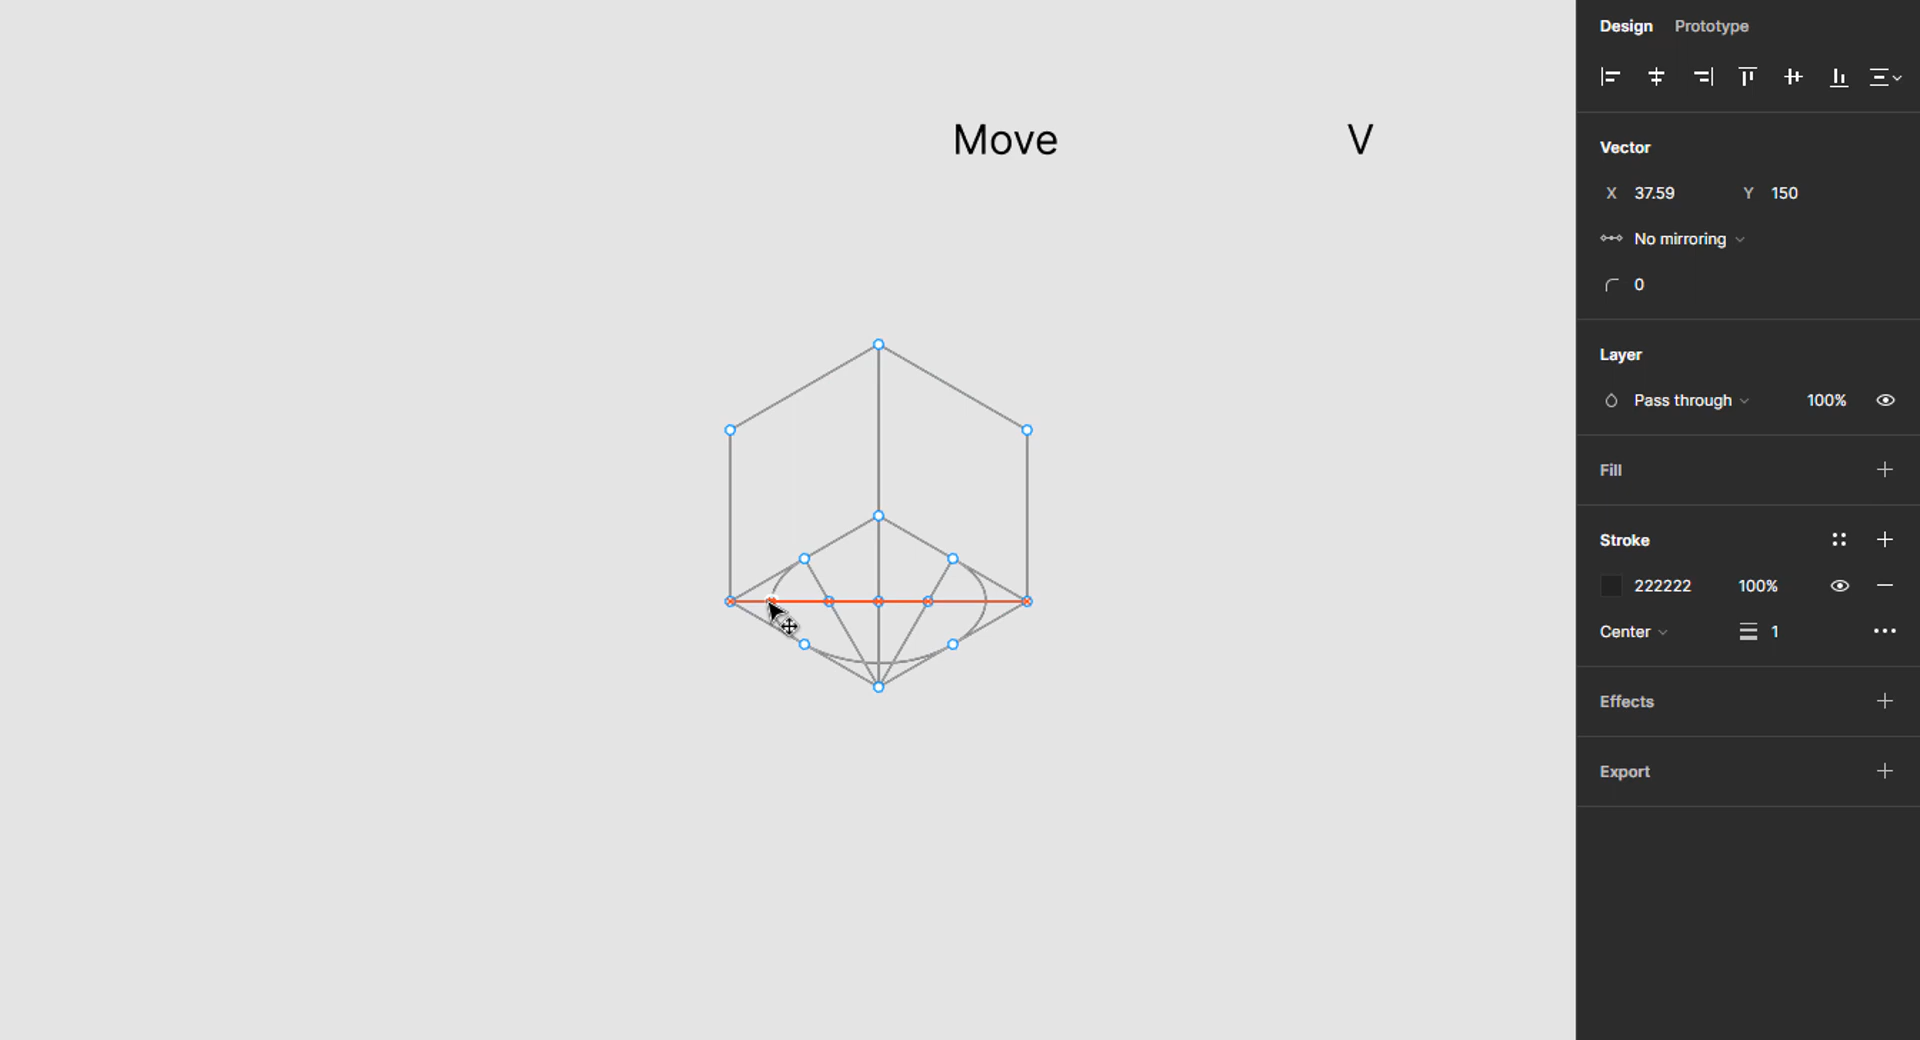 Design Prototype
Move V
Vector
X 37.59 Y 150
No mirroring
0
Layer
Pass through 100%
Fill
Stroke
222222 100%
Center 1
Effects
Export